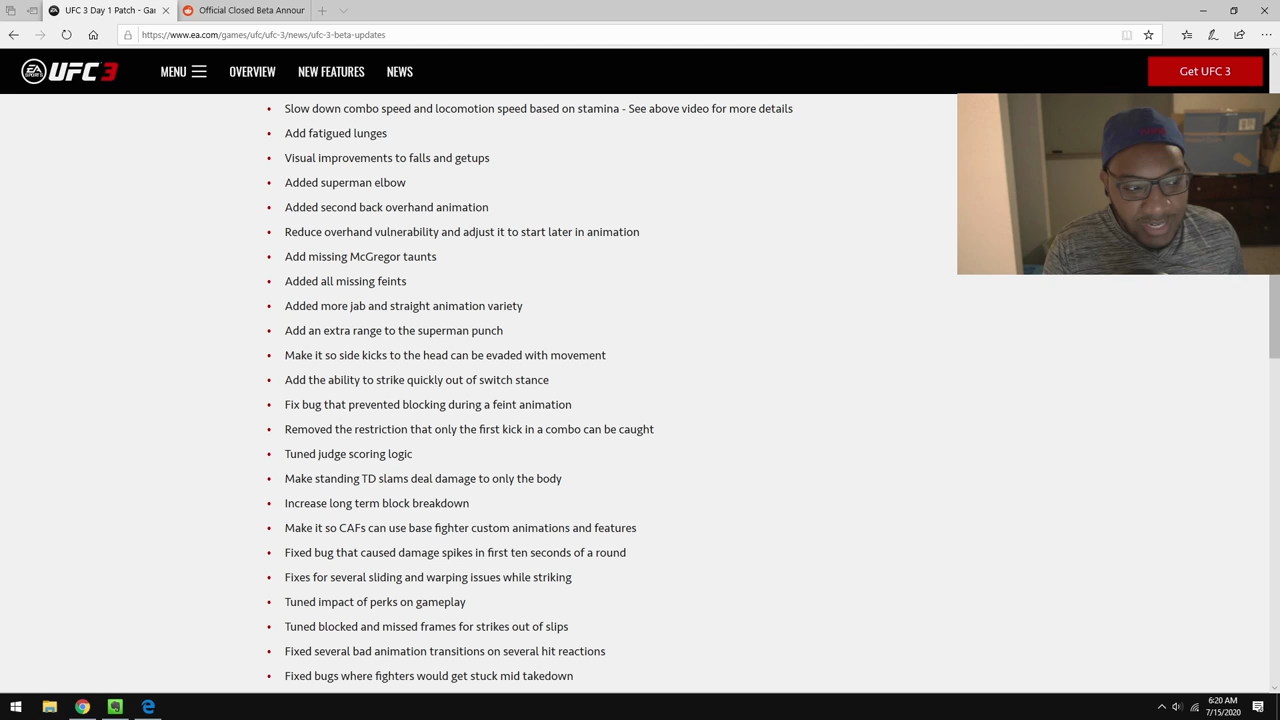 UFC 3 Day 1 Patch - Gar
Official Closed Beta Annour
https://www.ea.com/games/ufc/ufc-3/news/ufc-3-beta-updates
EA SPORTS UFC 3
MENU
OVERVIEW
NEW FEATURES
NEWS
Get UFC 3
• Slow down combo speed and locomotion speed based on stamina - See above video for more details
• Add fatigued lunges
• Visual improvements to falls and getups
• Added superman elbow
• Added second back overhand animation
• Reduce overhand vulnerability and adjust it to start later in animation
• Add missing McGregor taunts
• Added all missing feints
• Added more jab and straight animation variety
• Add an extra range to the superman punch
• Make it so side kicks to the head can be evaded with movement
• Add the ability to strike quickly out of switch stance
• Fix bug that prevented blocking during a feint animation
• Removed the restriction that only the first kick in a combo can be caught
• Tuned judge scoring logic
• Make standing TD slams deal damage to only the body
• Increase long term block breakdown
• Make it so CAFs can use base fighter custom animations and features
• Fixed bug that caused damage spikes in first ten seconds of a round
• Fixes for several sliding and warping issues while striking
• Tuned impact of perks on gameplay
• Tuned blocked and missed frames for strikes out of slips
• Fixed several bad animation transitions on several hit reactions
• Fixed bugs where fighters would get stuck mid takedown
6:20 AM
7/15/2020